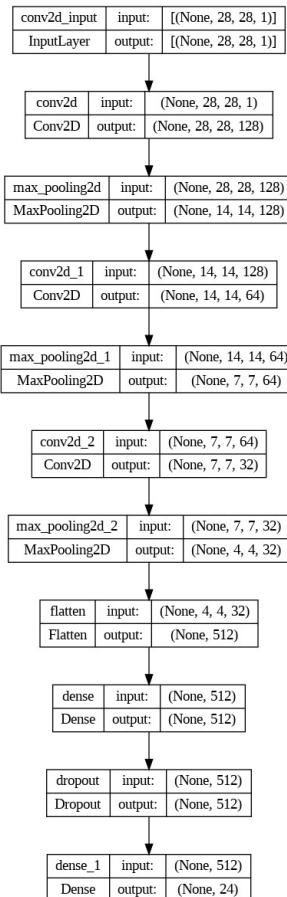 conv2d_input input: [(None, 28, 28, 1)]
InputLayer output: [(None, 28, 28, 1)]
conv2d input: (None, 28, 28, 1)
Conv2D output: (None, 28, 28, 128)
max_pooling2d input: (None, 28, 28, 128)
MaxPooling2D output: (None, 14, 14, 128)
conv2d_1 input: (None, 14, 14, 128)
Conv2D output: (None, 14, 14, 64)
max_pooling2d_1 input: (None, 14, 14, 64)
MaxPooling2D output: (None, 7, 7, 64)
conv2d_2 input: (None, 7, 7, 64)
Conv2D output: (None, 7, 7, 32)
max_pooling2d_2 input: (None, 7, 7, 32)
MaxPooling2D output: (None, 4, 4, 32)
flatten input: (None, 4, 4, 32)
Flatten output: (None, 512)
dense input: (None, 512)
Dense output: (None, 512)
dropout input: (None, 512)
Dropout output: (None, 512)
dense_1 input: (None, 512)
Dense output: (None, 24)